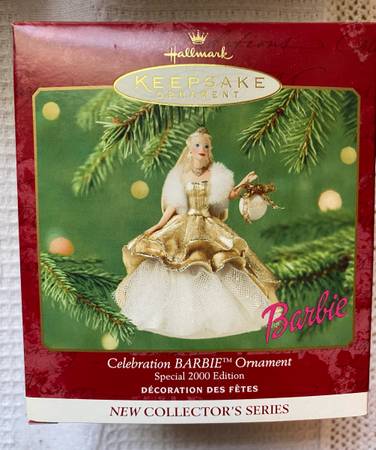 Hallmark
KEEPSAKE
ORNAMENT
Barbie
Celebration BARBIE™ Ornament
Special 2000 Edition
DÉCORATION DES FÊTES
NEW COLLECTOR'S SERIES